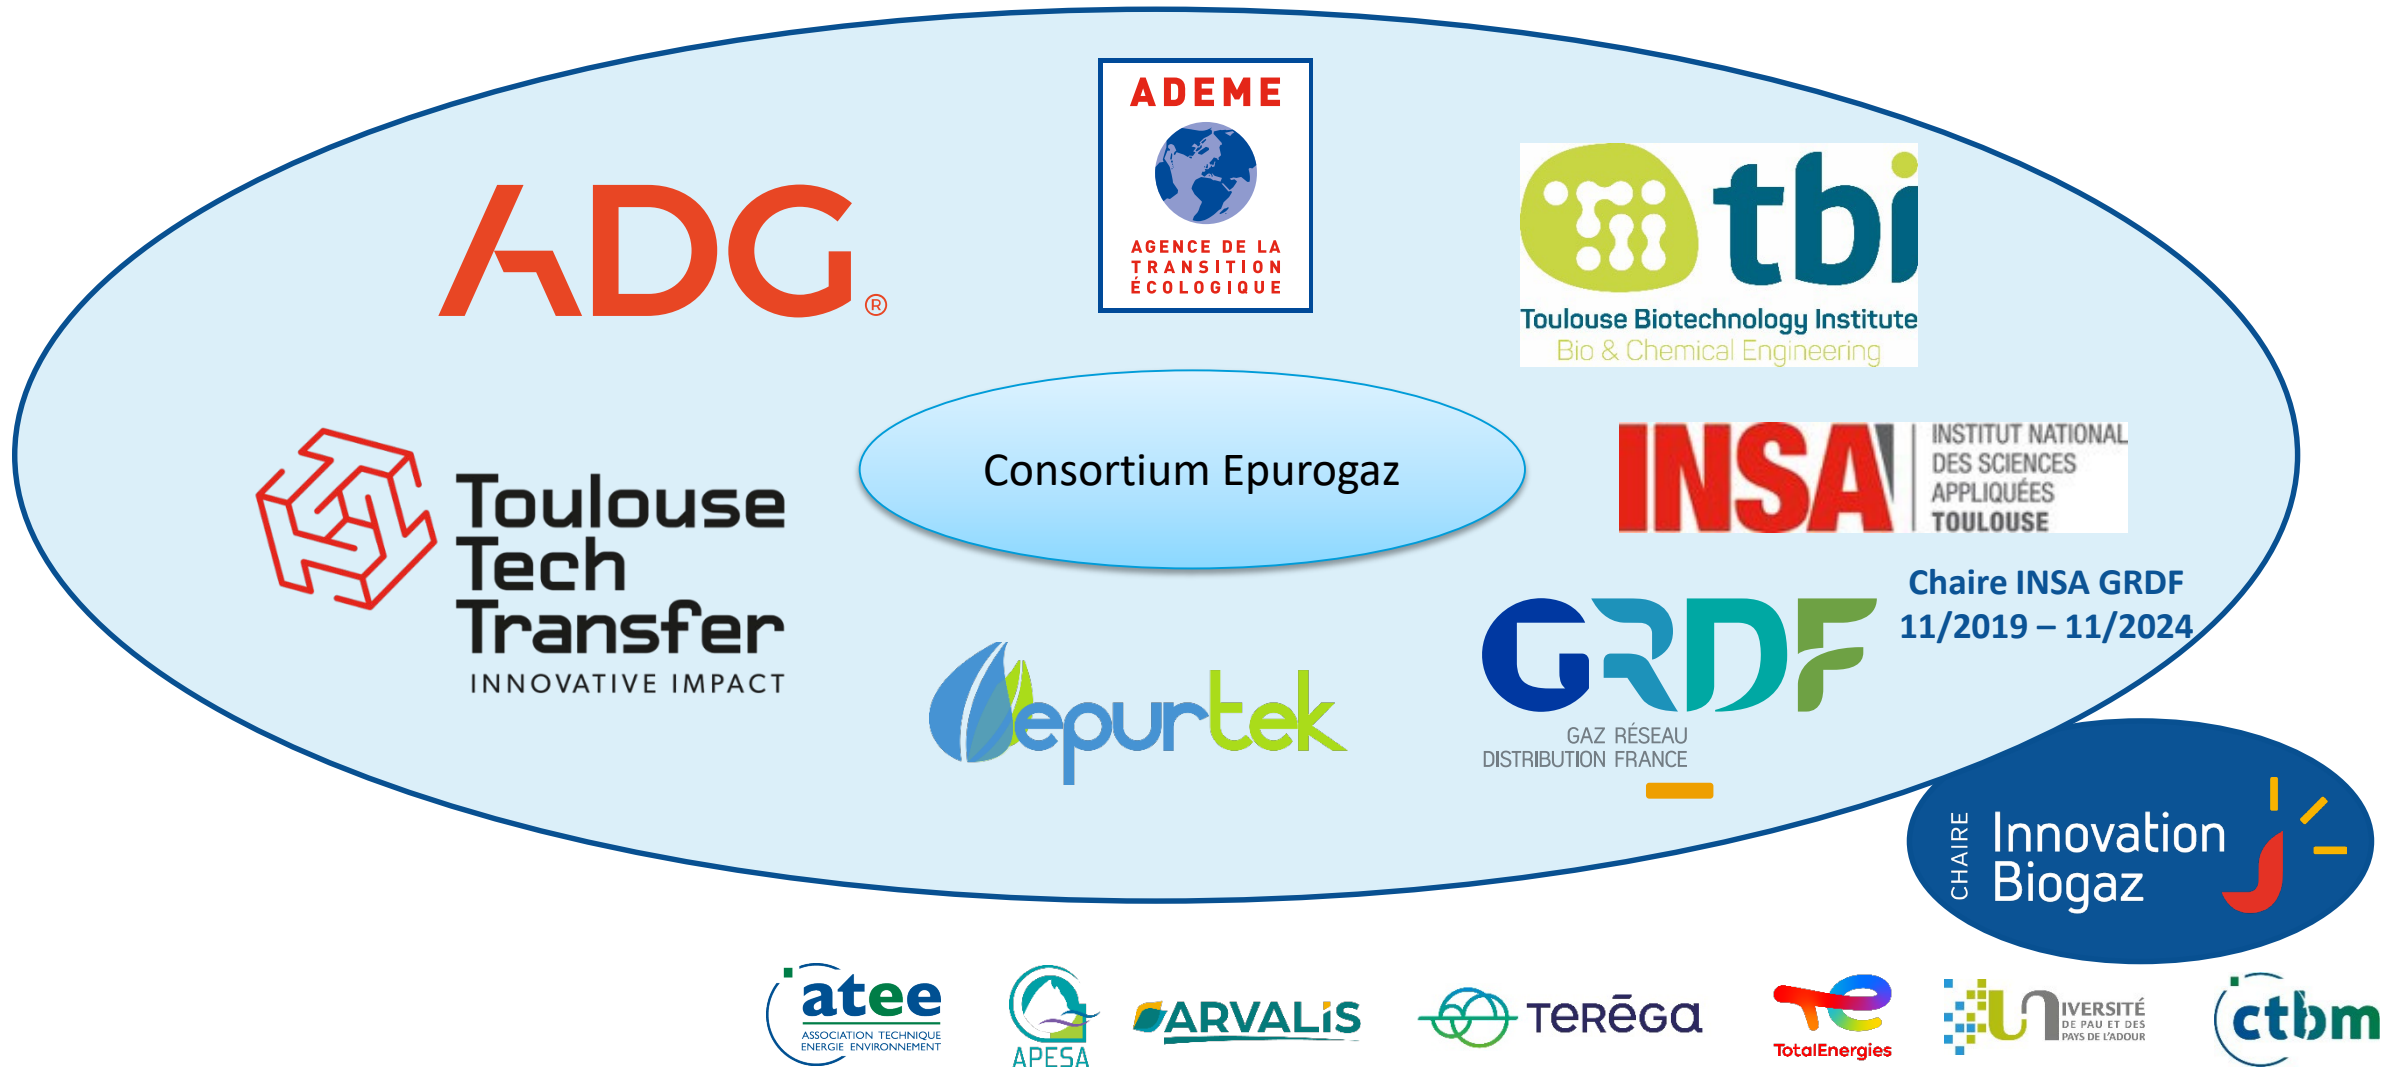 ADEME
AGENCE DE LA
TRANSITION
ÉCOLOGIQUE
ADG®
tbi
Toulouse Biotechnology Institute
Bio & Chemical Engineering
Consortium Epurogaz
INSA
INSTITUT NATIONAL
DES SCIENCES
APPLIQUÉES
TOULOUSE
Toulouse
Tech
Transfer
INNOVATIVE IMPACT
Chaire INSA GRDF
11/2019 – 11/2024
GRDF
GAZ RÉSEAU
DISTRIBUTION FRANCE
epurtek
CHAIRE
Innovation
Biogaz
atee
ASSOCIATION TECHNIQUE
ENERGIE ENVIRONNEMENT
APESA
ARVALIS
TERĒGA
TotalEnergies
UNIVERSITÉ
DE PAU ET DES
PAYS DE L'ADOUR
ctbm